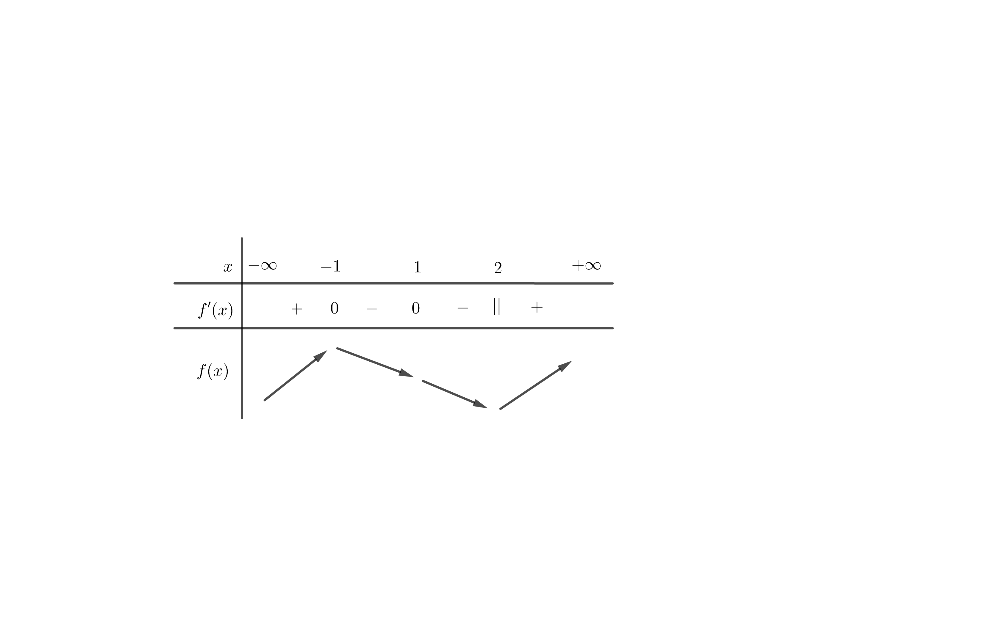 x −∞ −1 1 2 +∞
f′(x) + 0 − 0 − || +
f(x)